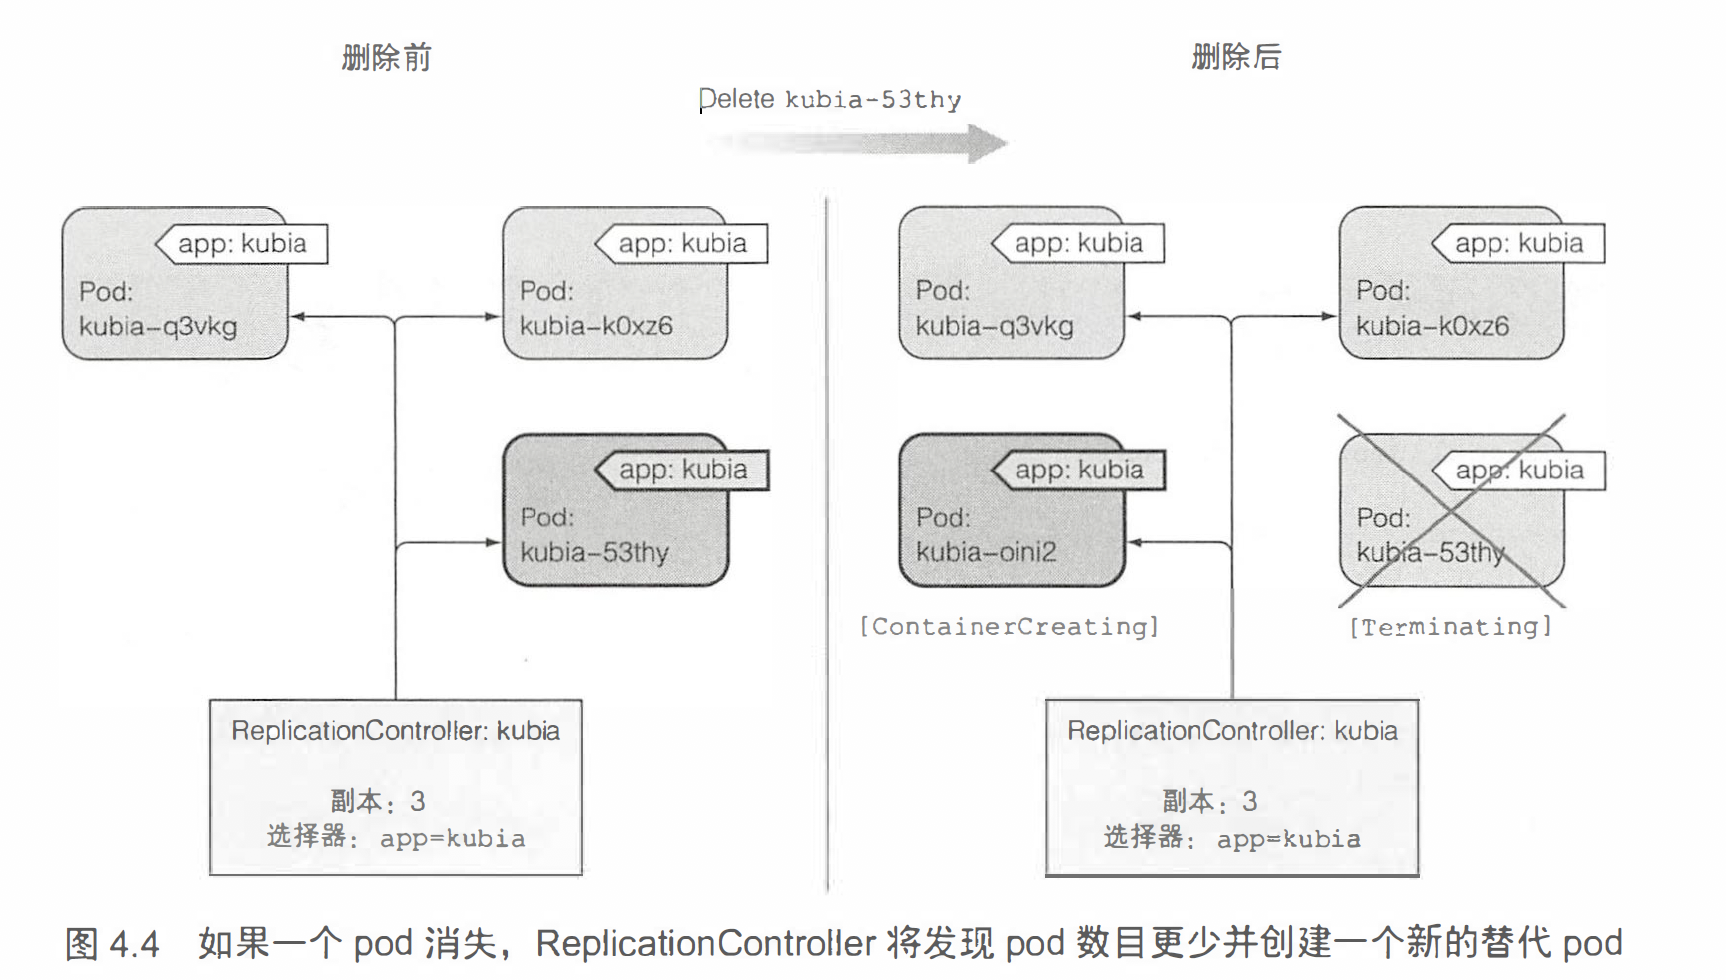 删除前
删除后
Delete kubia-53thy
app: kubia
Pod:
kubia-q3vkg
app: kubia
Pod:
kubia-k0xz6
app: kubia
Pod:
kubia-53thy
ReplicationController: kubia
副本：3
选择器：app=kubia
app: kubia
Pod:
kubia-q3vkg
app: kubia
Pod:
kubia-k0xz6
app: kubia
Pod:
kubia-oini2
[ContainerCreating]
app: kubia
Pod:
kubia-53thy
[Terminating]
ReplicationController: kubia
副本：3
选择器：app=kubia
图 4.4 如果一个 pod 消失，ReplicationController 将发现 pod 数目更少并创建一个新的替代 pod